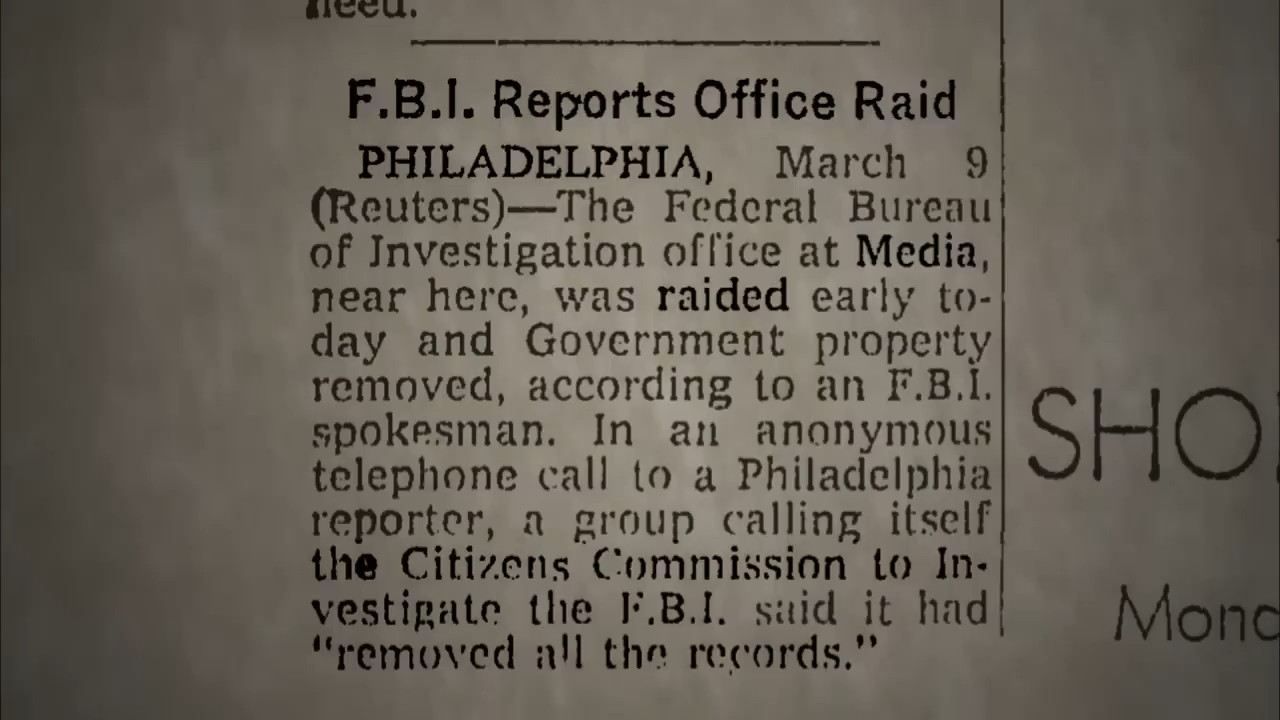 need.
F.B.I. Reports Office Raid
PHILADELPHIA, March 9
(Reuters)—The Federal Bureau
of Investigation office at Media,
near here, was raided early to-
day and Government property
removed, according to an F.B.I.
spokesman. In an anonymous
telephone call to a Philadelphia
reporter, a group calling itself
the Citizens Commission to In-
vestigate the F.B.I. said it had
"removed all the records."
SHO
Mond